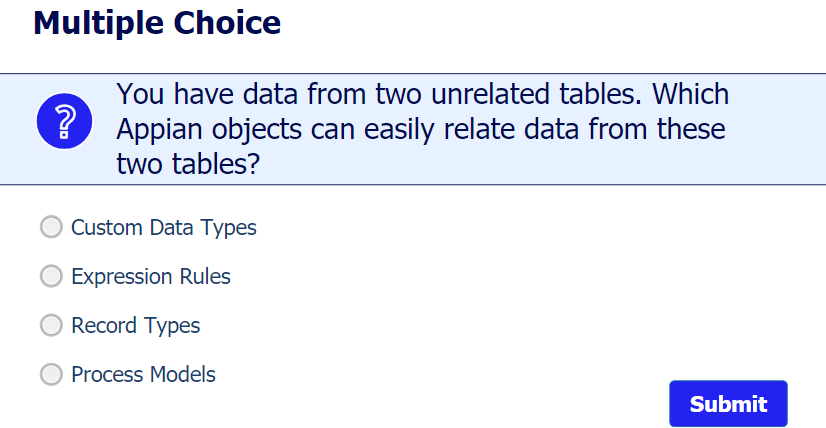 Multiple Choice
?
You have data from two unrelated tables. Which
Appian objects can easily relate data from these
two tables?
Custom Data Types
Expression Rules
Record Types
Process Models
Submit